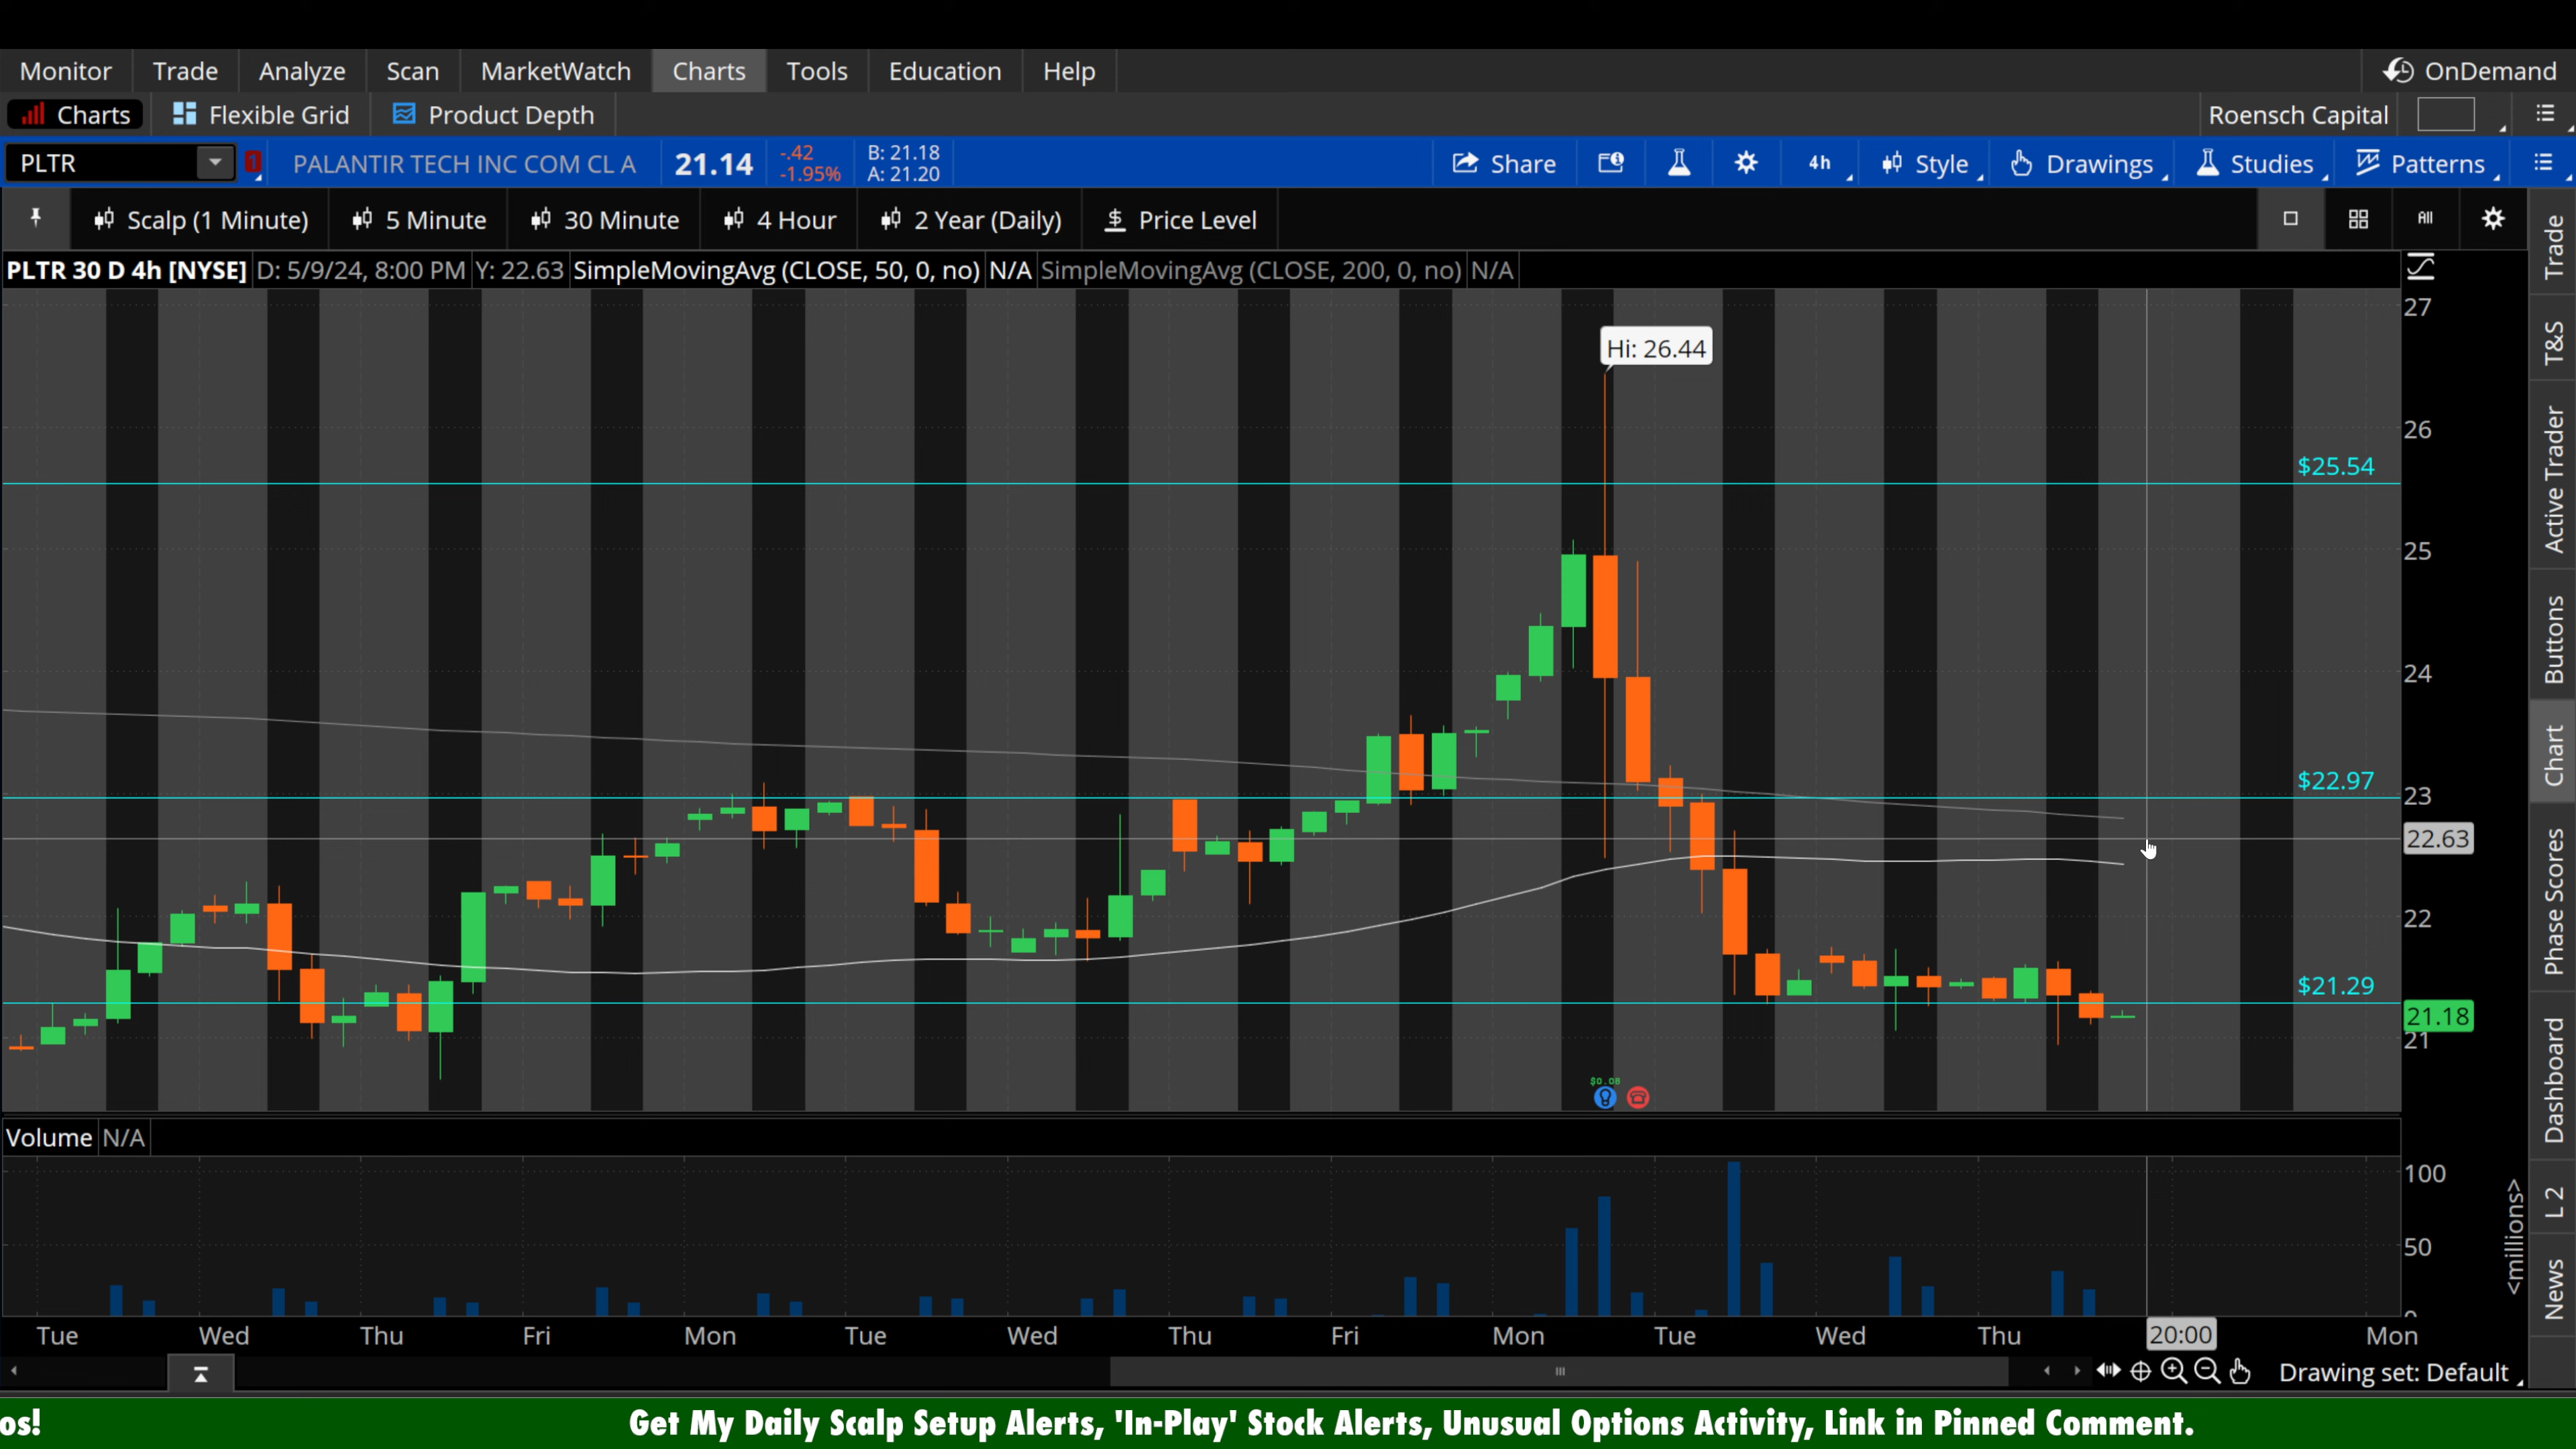 Monitor Trade Analyze Scan MarketWatch Charts Tools Education Help OnDemand
Charts Flexible Grid Product Depth Roensch Capital
PLTR 1 PALANTIR TECH INC COM CL A 21.14 -.42 -1.95% B: 21.18 A: 21.20 Share 4h Style Drawings Studies Patterns
Scalp (1 Minute) 5 Minute 30 Minute 4 Hour 2 Year (Daily) $ Price Level All
PLTR 30 D 4h [NYSE] D: 5/9/24, 8:00 PM Y: 22.63 SimpleMovingAvg (CLOSE, 50, 0, no) N/A SimpleMovingAvg (CLOSE, 200, 0, no) N/A
27
Hi: 26.44
26
$25.54
25
24
$22.97
23
22.63
22
$21.29
21.18
21
$0.08
Volume N/A
100
50
0
<millions>
Tue Wed Thu Fri Mon Tue Wed Thu Fri Mon Tue Wed Thu 20:00 Mon
Drawing set: Default
Trade
T&S
Active Trader
Buttons
Chart
Phase Scores
Dashboard
L 2
News
os! Get My Daily Scalp Setup Alerts, 'In-Play' Stock Alerts, Unusual Options Activity, Link in Pinned Comment.